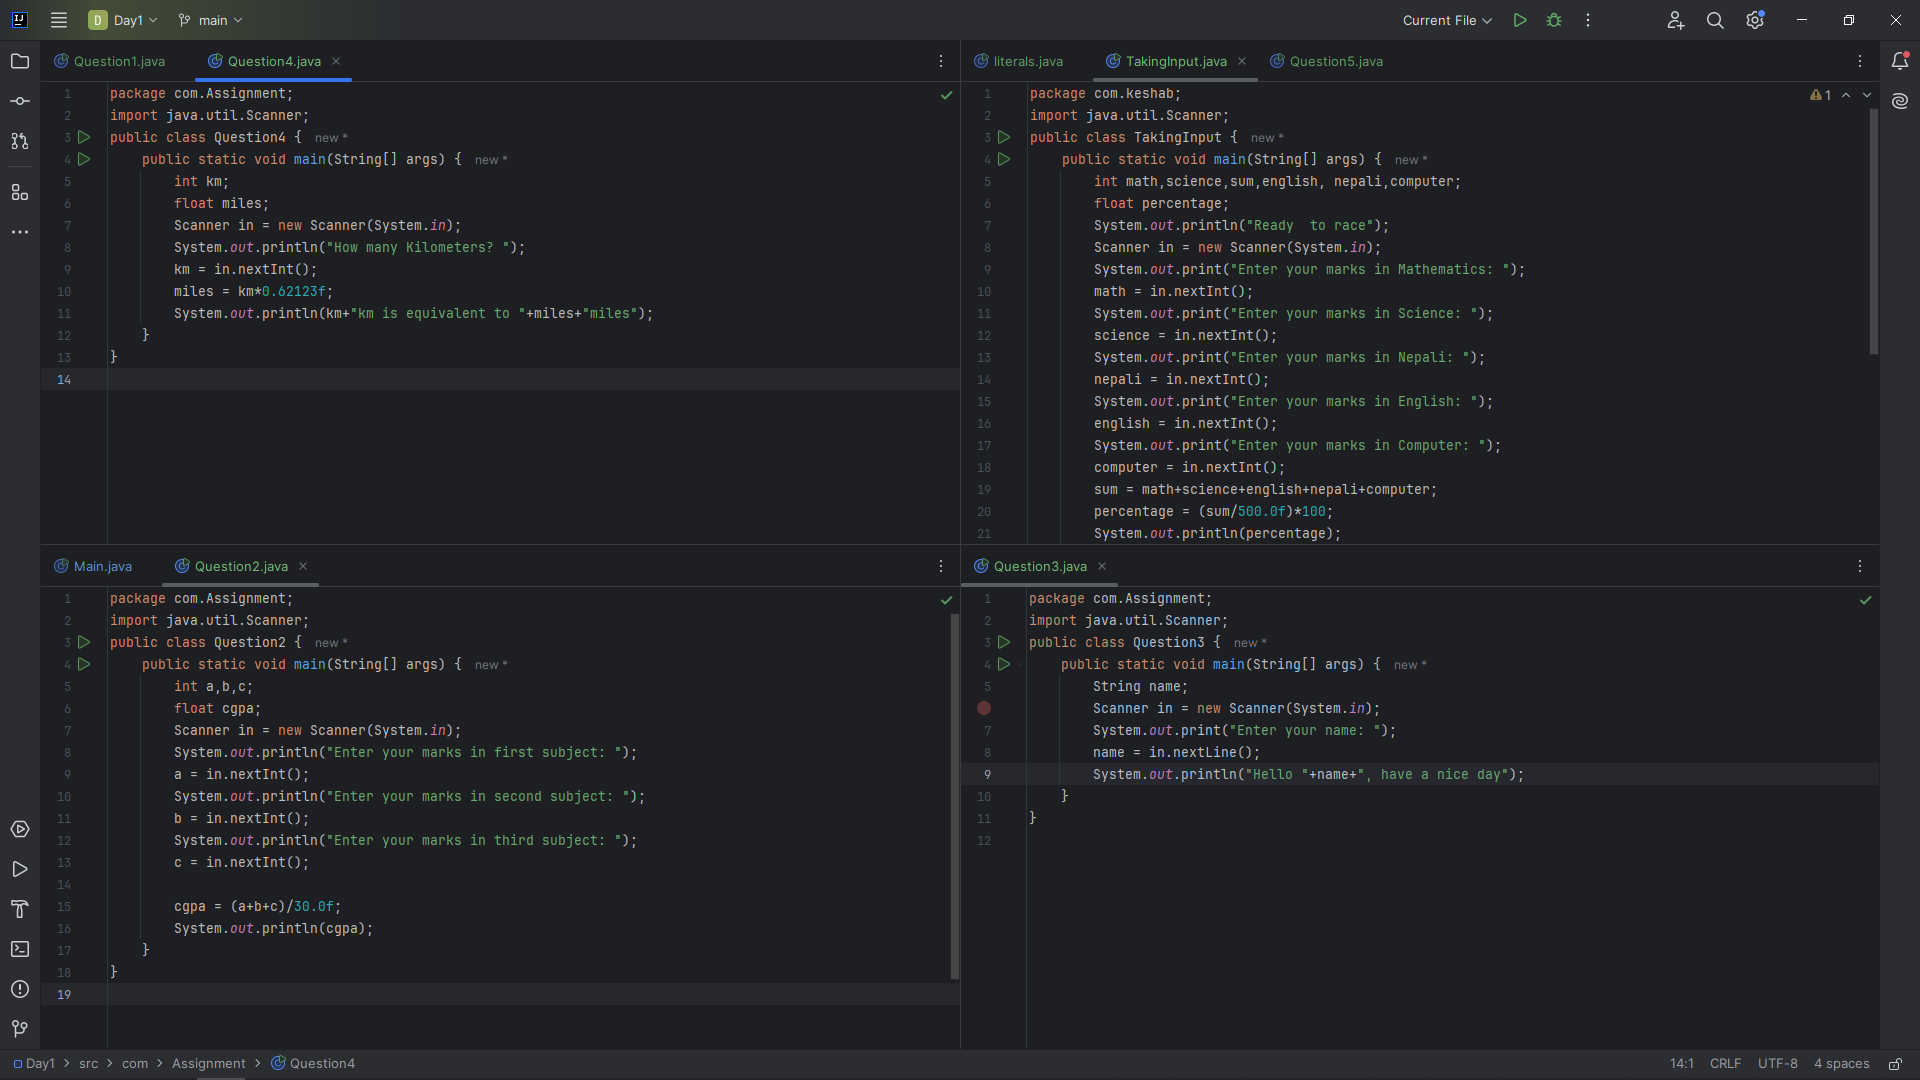 D Day1 main Current File
Question1.java Question4.java
1 package com.Assignment;
2 import java.util.Scanner;
3 public class Question4 { new *
4 public static void main(String[] args) { new *
5 int km;
6 float miles;
7 Scanner in = new Scanner(System.in);
8 System.out.println("How many Kilometers? ");
9 km = in.nextInt();
10 miles = km*0.62123f;
11 System.out.println(km+"km is equivalent to "+miles+"miles");
12 }
13 }
14
literals.java TakingInput.java Question5.java
1
1 package com.keshab;
2 import java.util.Scanner;
3 public class TakingInput { new *
4 public static void main(String[] args) { new *
5 int math,science,sum,english, nepali,computer;
6 float percentage;
7 System.out.println("Ready  to race");
8 Scanner in = new Scanner(System.in);
9 System.out.print("Enter your marks in Mathematics: ");
10 math = in.nextInt();
11 System.out.print("Enter your marks in Science: ");
12 science = in.nextInt();
13 System.out.print("Enter your marks in Nepali: ");
14 nepali = in.nextInt();
15 System.out.print("Enter your marks in English: ");
16 english = in.nextInt();
17 System.out.print("Enter your marks in Computer: ");
18 computer = in.nextInt();
19 sum = math+science+english+nepali+computer;
20 percentage = (sum/500.0f)*100;
21 System.out.println(percentage);
Main.java Question2.java
1 package com.Assignment;
2 import java.util.Scanner;
3 public class Question2 { new *
4 public static void main(String[] args) { new *
5 int a,b,c;
6 float cgpa;
7 Scanner in = new Scanner(System.in);
8 System.out.println("Enter your marks in first subject: ");
9 a = in.nextInt();
10 System.out.println("Enter your marks in second subject: ");
11 b = in.nextInt();
12 System.out.println("Enter your marks in third subject: ");
13 c = in.nextInt();
14
15 cgpa = (a+b+c)/30.0f;
16 System.out.println(cgpa);
17 }
18 }
19
Question3.java
1 package com.Assignment;
2 import java.util.Scanner;
3 public class Question3 { new *
4 public static void main(String[] args) { new *
5 String name;
Scanner in = new Scanner(System.in);
7 System.out.print("Enter your name: ");
8 name = in.nextLine();
9 System.out.println("Hello "+name+", have a nice day");
10 }
11 }
12
Day1 > src > com > Assignment > Question4 14:1 CRLF UTF-8 4 spaces